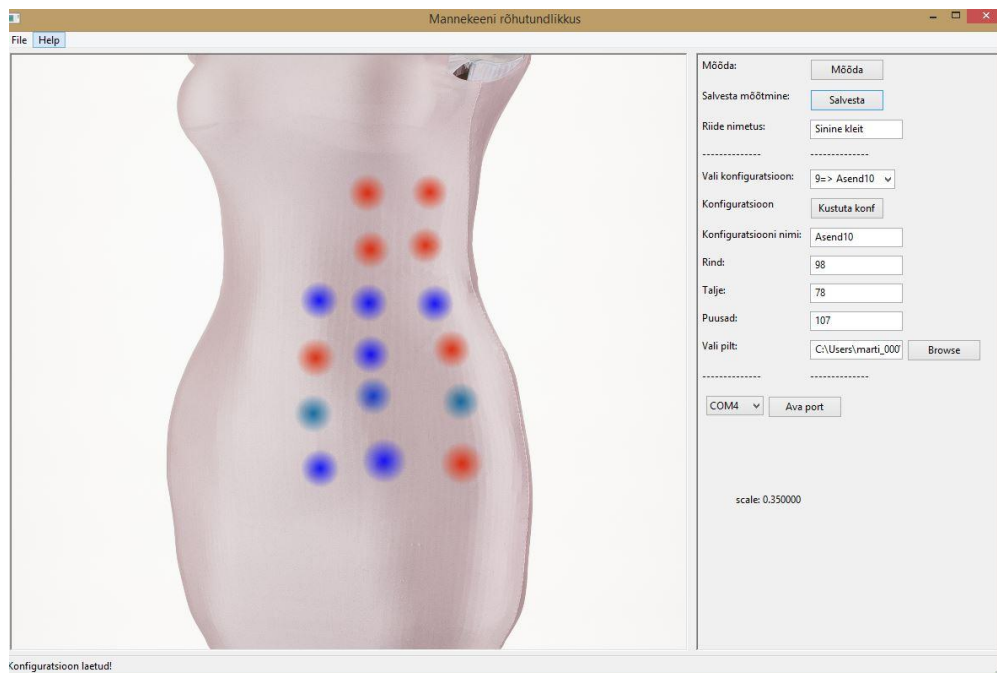 Mannekeeni rõhutundlikkus
File Help
Mõõda: Mõõda
Salvesta mõõtmine: Salvesta
Riide nimetus: Sinine kleit
-------------- --------------
Vali konfiguratsioon: 9=> Asend10
Konfiguratsioon Kustuta konf
Konfiguratsiooni nimi: Asend10
Rind: 98
Talje: 78
Puusad: 107
Vali pilt: C:\Users\marti_000 Browse
-------------- --------------
COM4 Ava port
scale: 0.350000
Konfiguratsioon laetud!